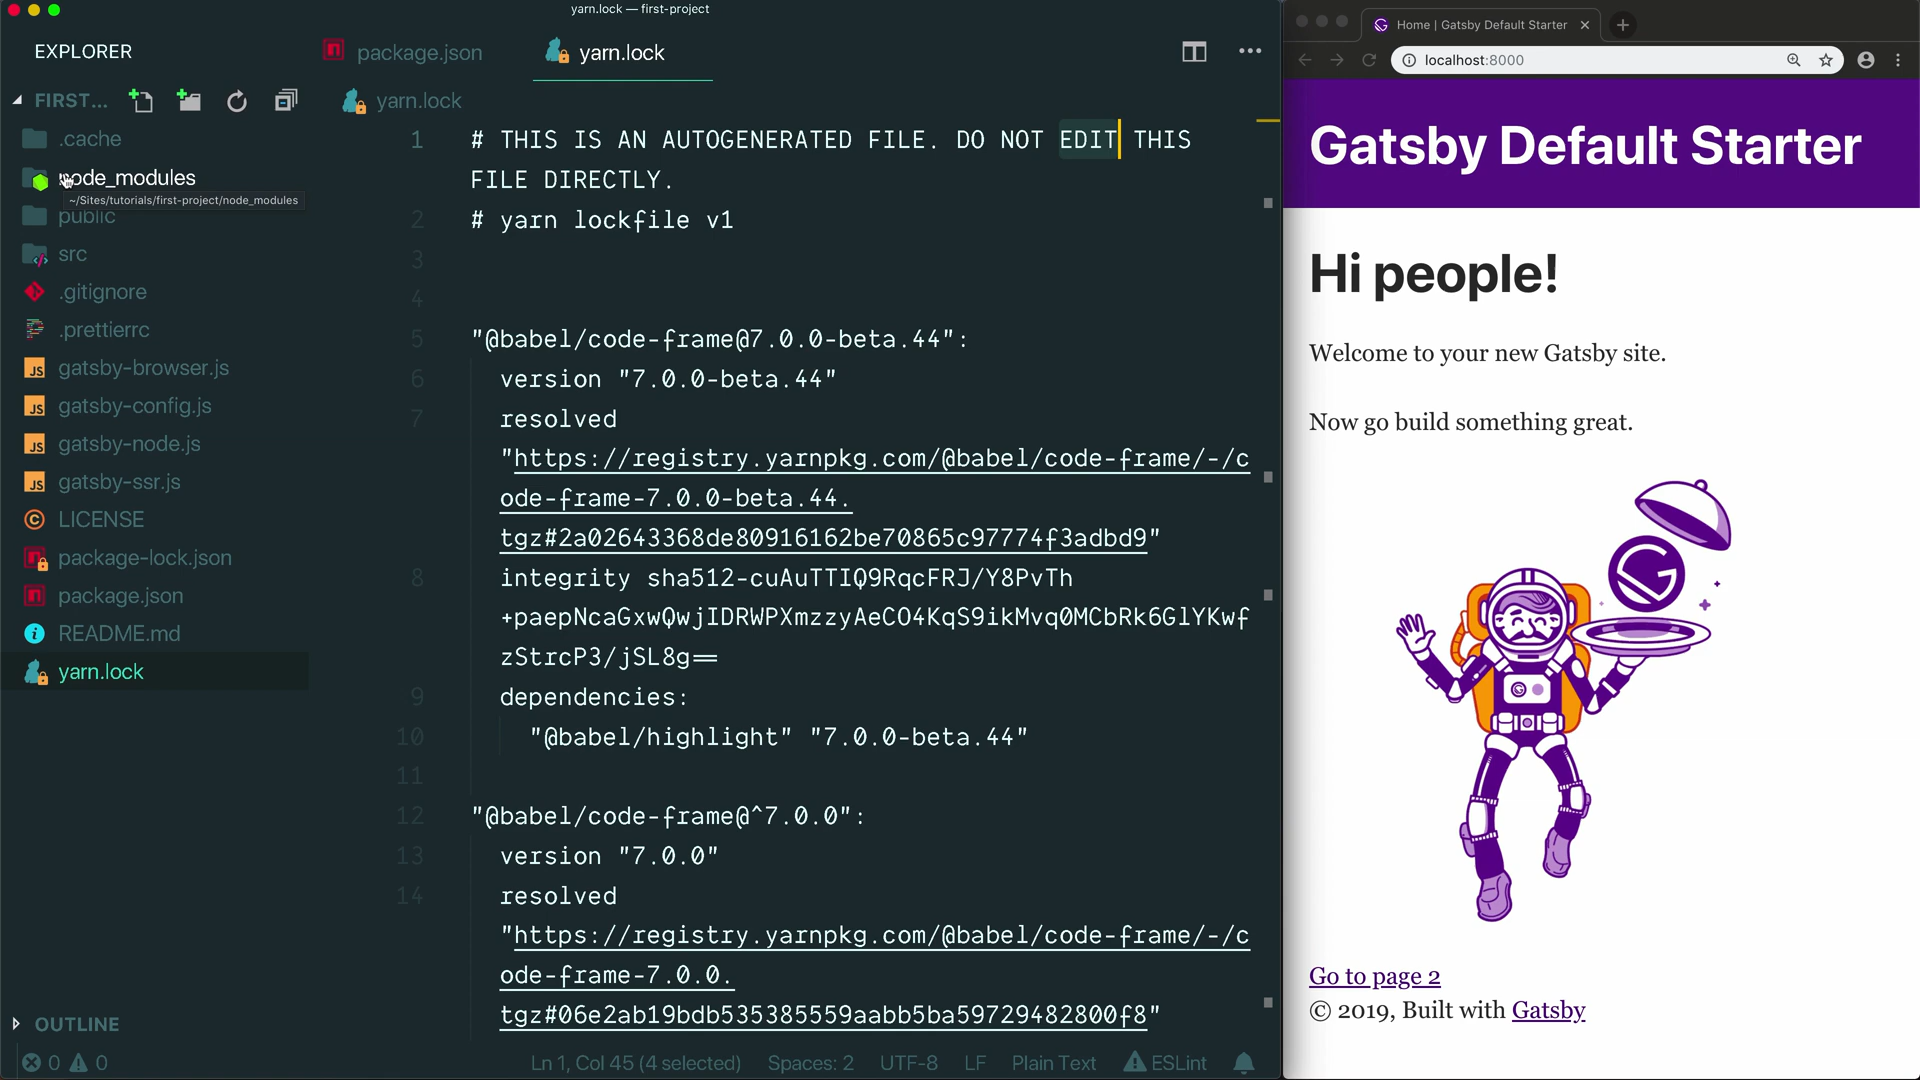 yarn.lock — first-project
EXPLORER
package.json
yarn.lock
FIRST...
yarn.lock
.cache
node_modules
~/Sites/tutorials/first-project/node_modules
public
src
.gitignore
.prettierrc
gatsby-browser.js
gatsby-config.js
gatsby-node.js
gatsby-ssr.js
LICENSE
package-lock.json
package.json
README.md
yarn.lock
OUTLINE
1 # THIS IS AN AUTOGENERATED FILE. DO NOT EDIT THIS
FILE DIRECTLY.
2 # yarn lockfile v1
3
4
5 "@babel/code-frame@7.0.0-beta.44":
6 version "7.0.0-beta.44"
7 resolved
"https://registry.yarnpkg.com/@babel/code-frame/-/c
ode-frame-7.0.0-beta.44.
tgz#2a02643368de80916162be70865c97774f3adbd9"
8 integrity sha512-cuAuTTIQ9RqcFRJ/Y8PvTh
+paepNcaGxwQwjIDRWPXmzzyAeCO4KqS9ikMvq0MCbRk6GlYKwf
zStrcP3/jSL8g==
9 dependencies:
10 "@babel/highlight" "7.0.0-beta.44"
11
12 "@babel/code-frame@^7.0.0":
13 version "7.0.0"
14 resolved
"https://registry.yarnpkg.com/@babel/code-frame/-/c
ode-frame-7.0.0.
tgz#06e2ab19bdb535385559aabb5ba59729482800f8"
0 0
Ln 1, Col 45 (4 selected) Spaces: 2 UTF-8 LF Plain Text ESLint
Home | Gatsby Default Starter
localhost:8000
Gatsby Default Starter
Hi people!
Welcome to your new Gatsby site.
Now go build something great.
Go to page 2
© 2019, Built with Gatsby